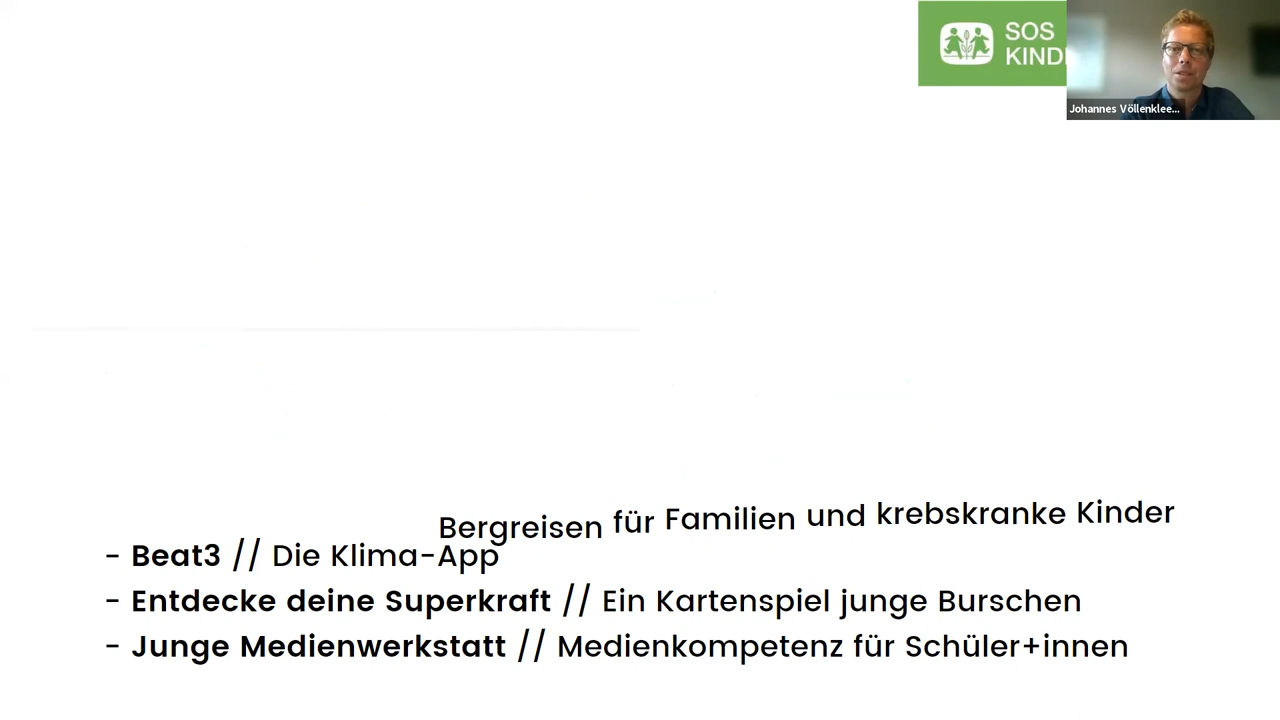 SOS
KIND
Johannes Völlenklee...
Bergreisen für Familien und krebskranke Kinder
- Beat3 // Die Klima-App
- Entdecke deine Superkraft // Ein Kartenspiel junge Burschen
- Junge Medienwerkstatt // Medienkompetenz für Schüler+innen